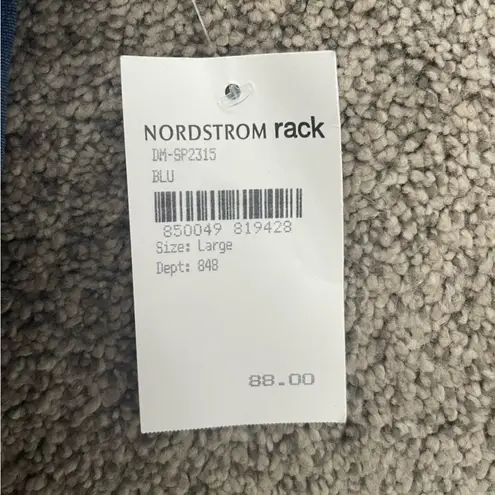 NORDSTROM rack
DM-SP2315
BLU
850049 819428
Size: Large
Dept: 848
88.00